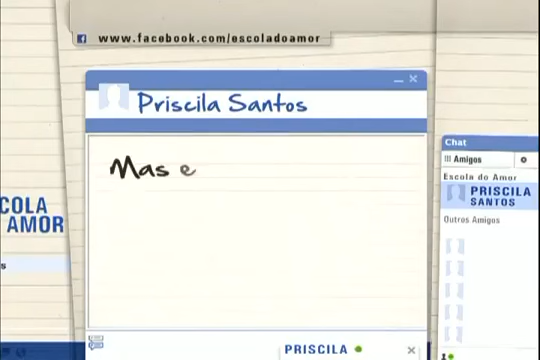 www.facebook.com/escoladoamor
Priscila Santos
Mas e
Chat
Amigos
Escola do Amor
PRISCILA
SANTOS
Outros Amigos
COLA
AMOR
s
PRISCILA